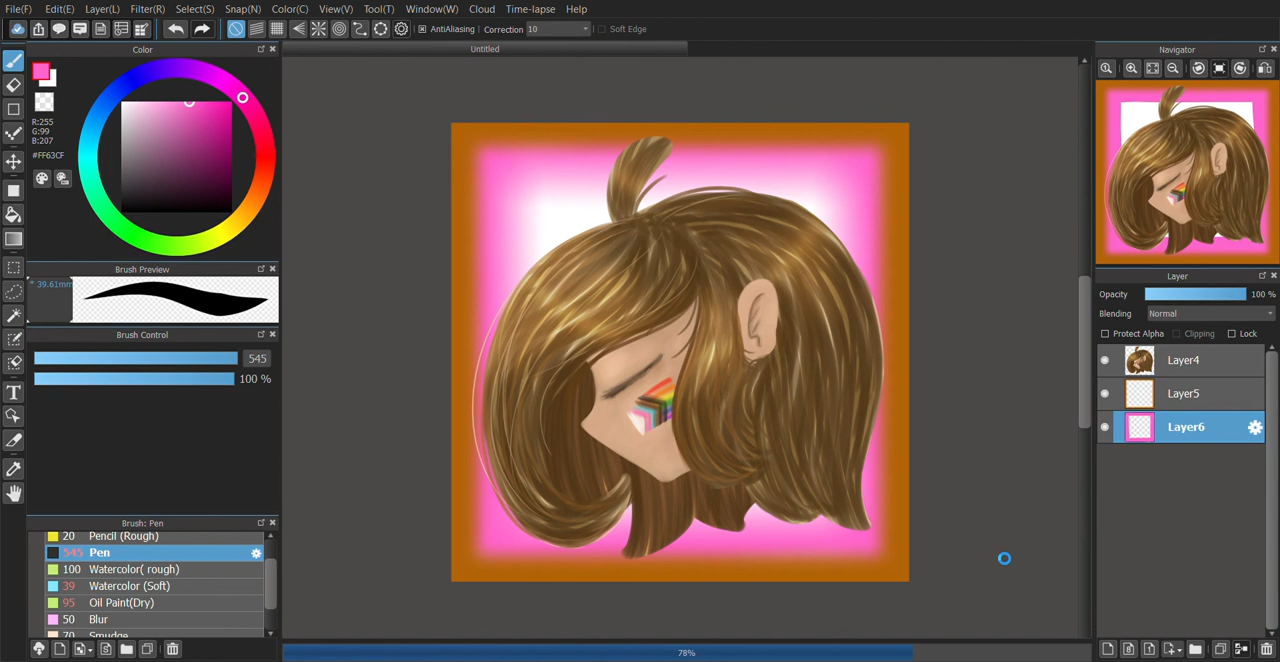 File(F) Edit(E) Layer(L) Filter(R) Select(S) Snap(N) Color(C) View(V) Tool(T) Window(W) Cloud Time-lapse Help
AntiAliasing Correction 10 Soft Edge
Color
Untitled
Navigator
R:255
G:99
B:207
#FF63CF
Brush Preview
39.61mm
Brush Control
545
100 %
Layer
Opacity 100 %
Blending Normal
Protect Alpha Clipping Lock
Layer4
Layer5
Layer6
Brush: Pen
20 Pencil (Rough)
545 Pen
100 Watercolor( rough)
39 Watercolor (Soft)
95 Oil Paint(Dry)
50 Blur
70 Smudge
78%